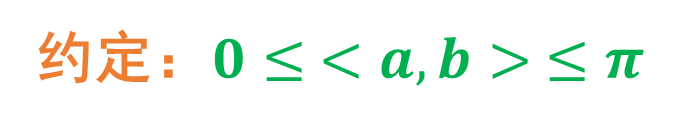 约定：0 ≤ < a, b > ≤ π